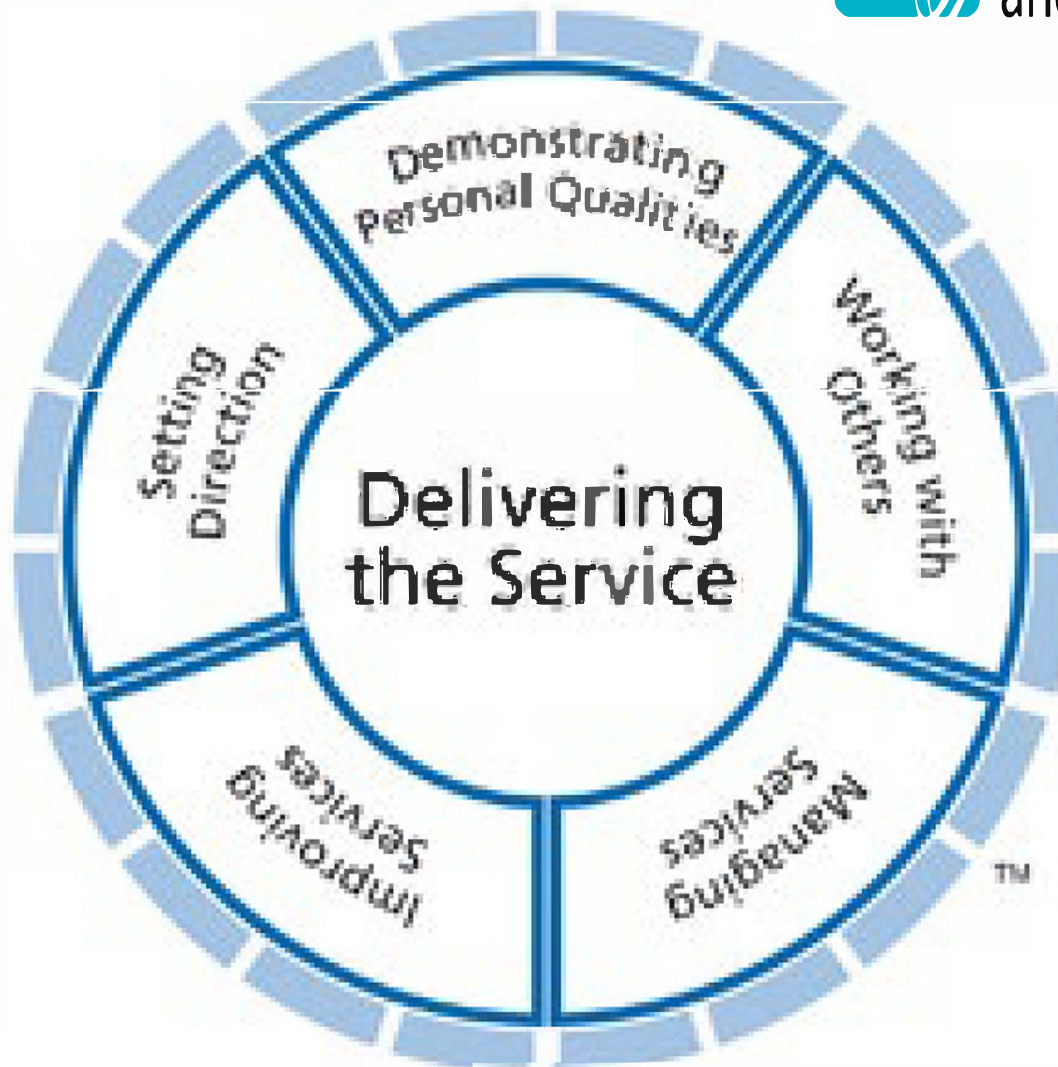 Demonstrating
Personal Qualities
Working with
Others
Managing
Services
Improving
Services
Setting
Direction
Delivering
the Service
TM